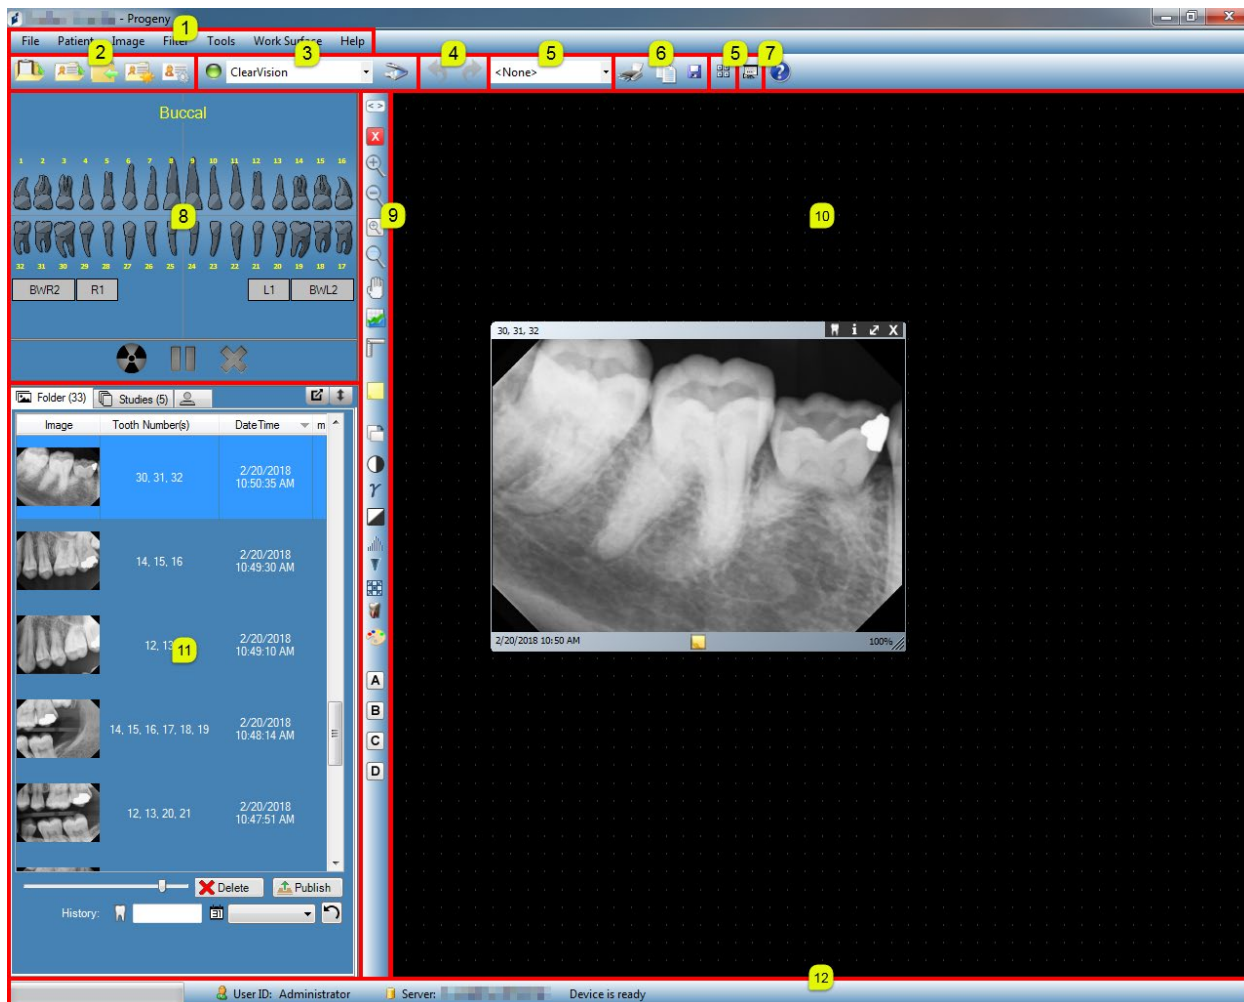 - Progeny
1
File Patient Image Filter Tools Work Surface Help
2 3 4 5 6 5 7
ClearVision <None> ?
Buccal
1 2 3 4 5 6 7 8 9 10 11 12 13 14 15 16
8
32 31 30 29 28 27 26 25 24 23 22 21 20 19 18 17
BWR2 R1 L1 BWL2
< >
X
9
10
30, 31, 32 i X
2/20/2018 10:50 AM 100%
γ
A
B
C
D
Folder (33) Studies (5)
Image Tooth Number(s) DateTime m
30, 31, 32 2/20/2018
10:50:35 AM
14, 15, 16 2/20/2018
10:49:30 AM
12, 13 2/20/2018
10:49:10 AM
11
14, 15, 16, 17, 18, 19 2/20/2018
10:48:14 AM
12, 13, 20, 21 2/20/2018
10:47:51 AM
Delete Publish
History: 31
12
User ID: Administrator Server: Device is ready